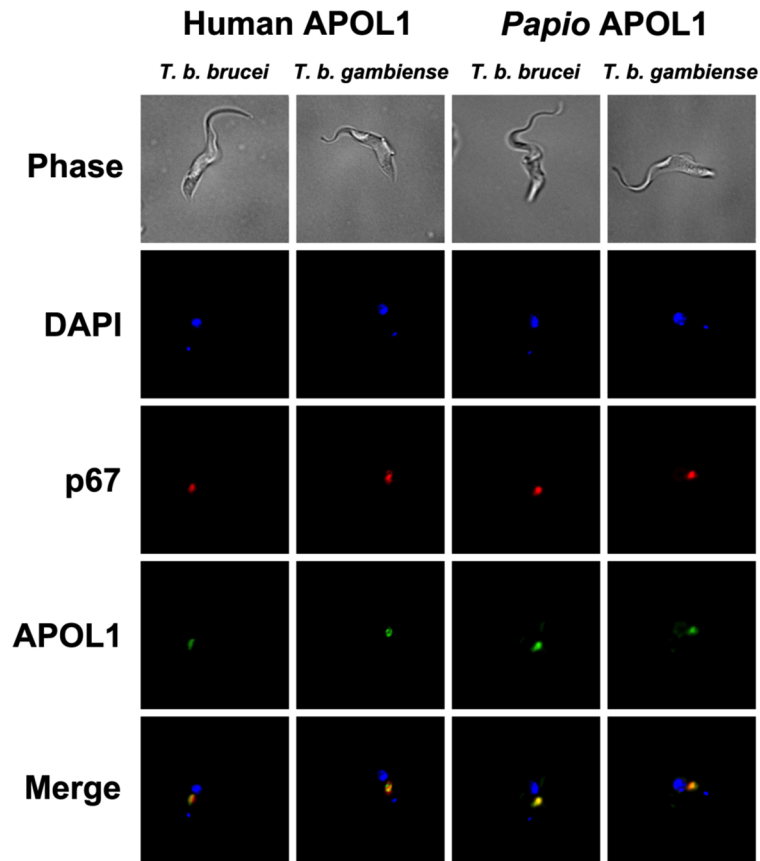 Human APOL1 Papio APOL1
T. b. brucei T. b. gambiense T. b. brucei T. b. gambiense
Phase
DAPI
p67
APOL1
Merge